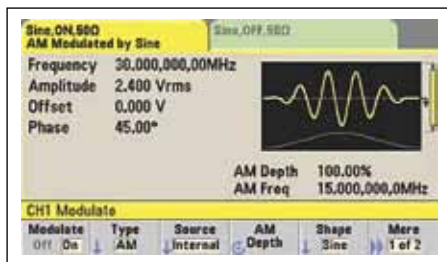 Sine,ON,50Ω
AM Modulated by Sine
Sine,OFF,50Ω
Frequency 30.000,000,00MHz
Amplitude 2.400 Vrms
Offset 0.000 V
Phase 45.00°
AM Depth 100.00%
AM Freq 15.000,000,0MHz
CH1 Modulate
Modulate Off On
Type AM
Source Internal
AM Depth
Shape Sine
More 1 of 2